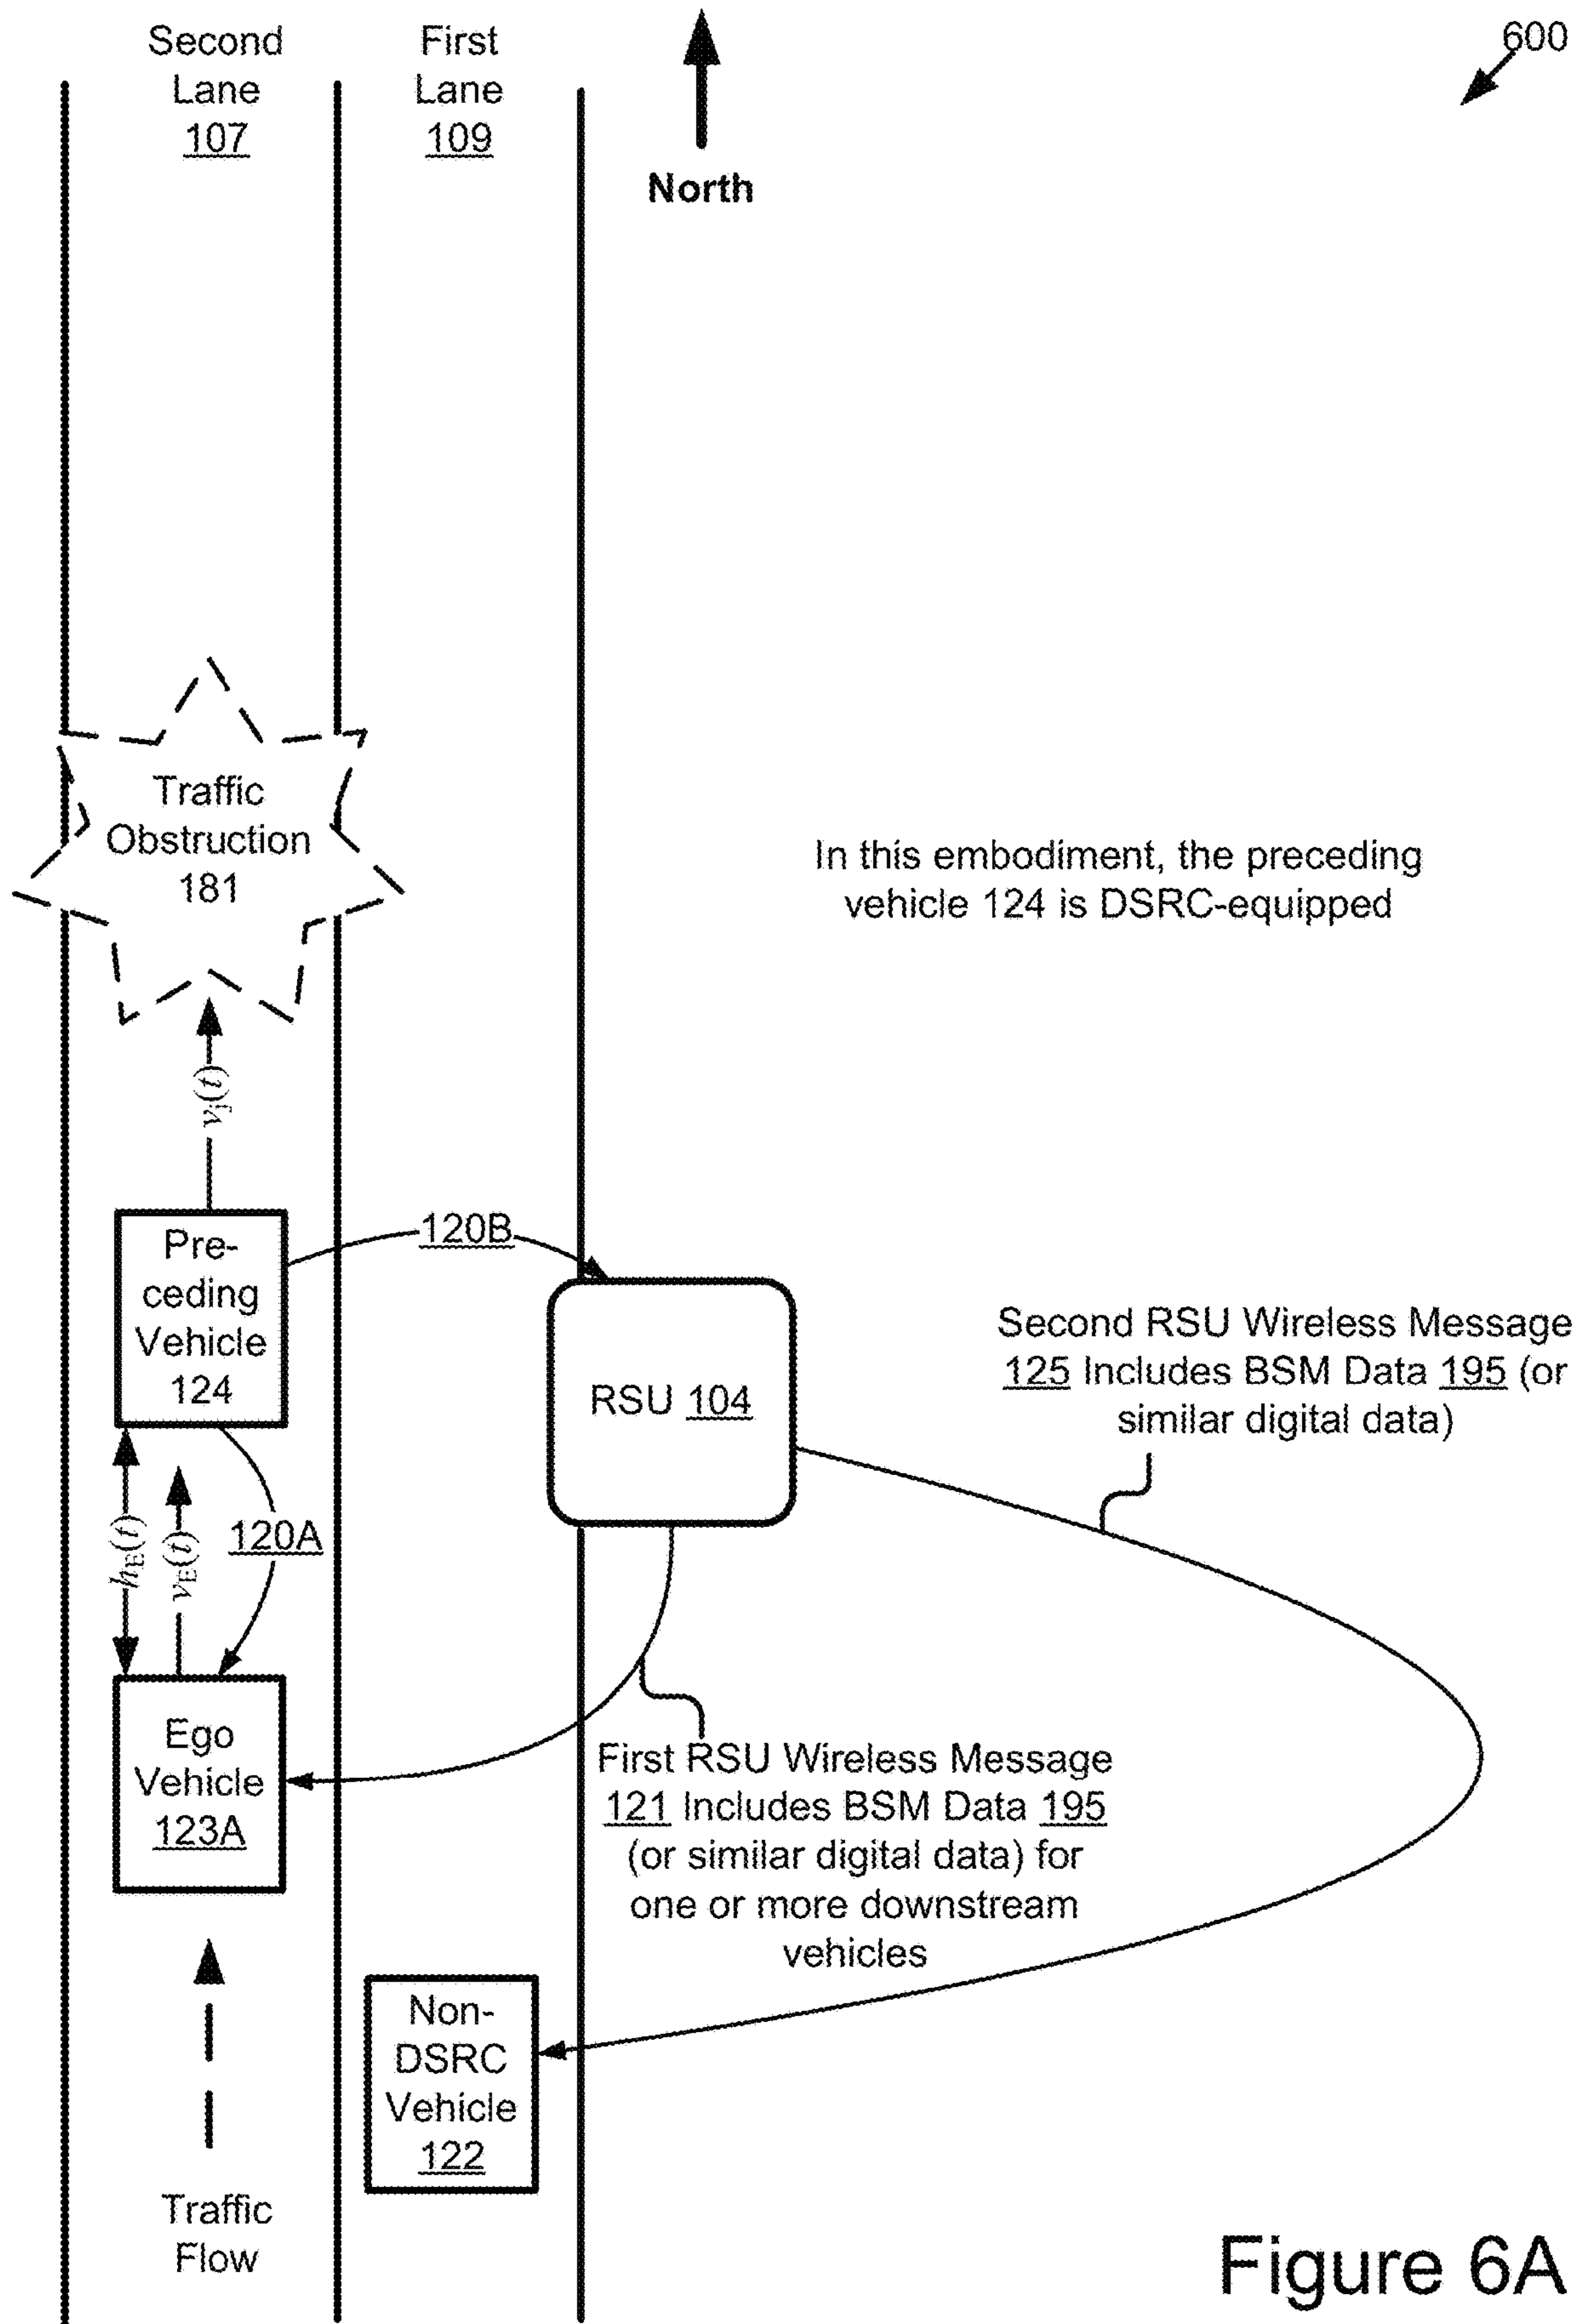 Second
Lane
107
First
Lane
109
North
600
Traffic
Obstruction
181
In this embodiment, the preceding
vehicle 124 is DSRC-equipped
vj(t)
120B
Pre-
ceding
Vehicle
124
RSU 104
Second RSU Wireless Message
125 Includes BSM Data 195 (or
similar digital data)
hE(t)
vE(t)
120A
Ego
Vehicle
123A
First RSU Wireless Message
121 Includes BSM Data 195
(or similar digital data) for
one or more downstream
vehicles
Non-
DSRC
Vehicle
122
Traffic
Flow
Figure 6A